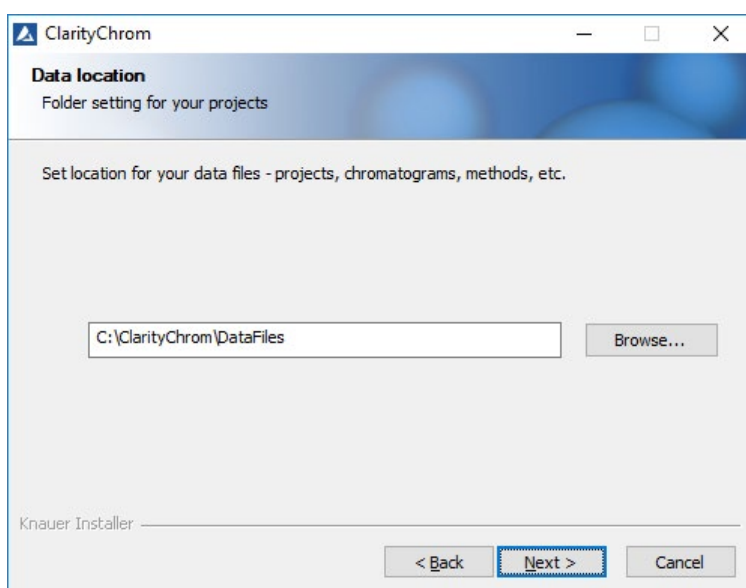 ClarityChrom
Data location
Folder setting for your projects
Set location for your data files - projects, chromatograms, methods, etc.
C:\ClarityChrom\DataFiles
Browse...
Knauer Installer
< Back
Next >
Cancel